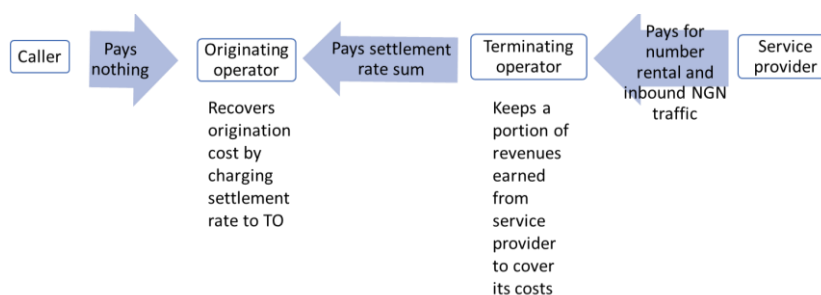 Caller
Pays
nothing
Originating
operator
Pays settlement
rate sum
Terminating
operator
Pays for
number
rental and
inbound NGN
traffic
Service
provider
Recovers
origination
cost by
charging
settlement
rate to TO
Keeps a
portion of
revenues
earned
from
service
provider
to cover
its costs